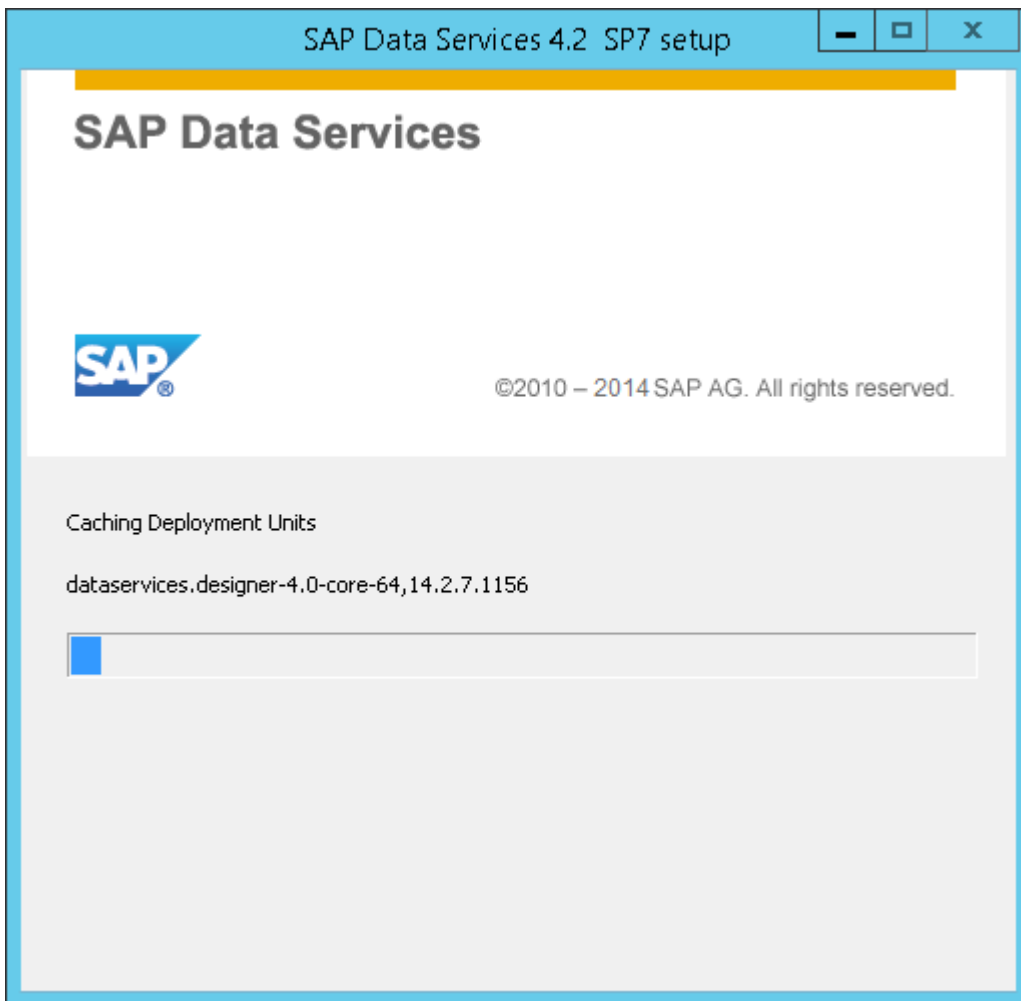 SAP Data Services 4.2  SP7 setup
SAP Data Services
SAP®
©2010 – 2014 SAP AG. All rights reserved.
Caching Deployment Units
dataservices.designer-4.0-core-64,14.2.7.1156